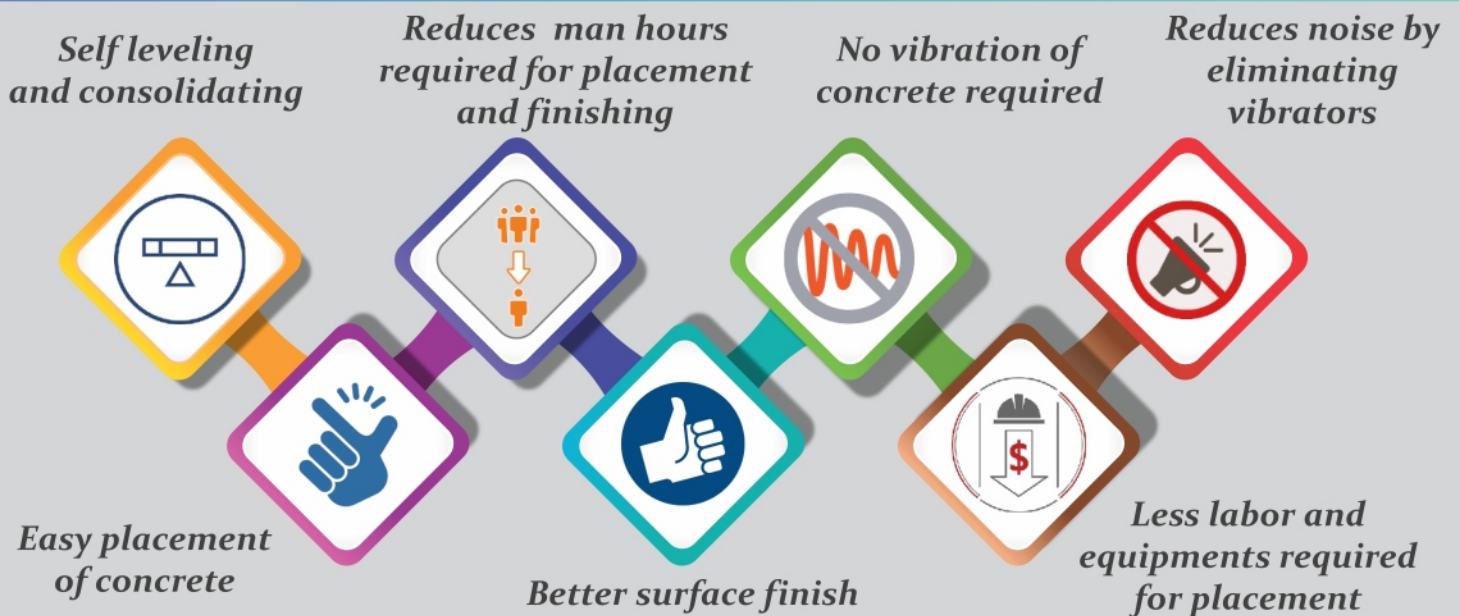 Self leveling
and consolidating
Reduces man hours
required for placement
and finishing
No vibration of
concrete required
Reduces noise by
eliminating
vibrators
$
Easy placement
of concrete
Better surface finish
Less labor and
equipments required
for placement